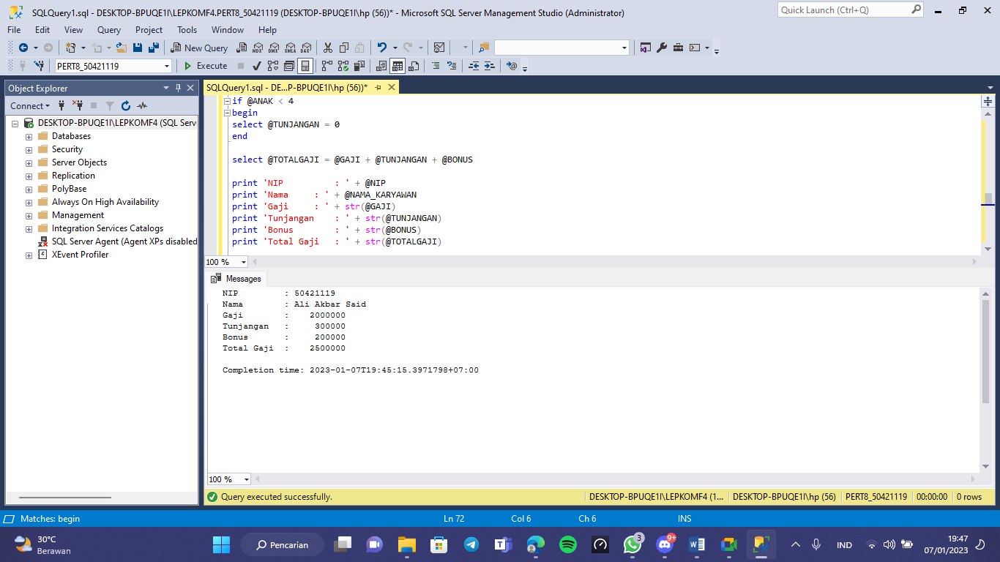 SQLQuery1.sql - DESKTOP-BPUQE1I\LEPKOMF4.PERT8_50421119 (DESKTOP-BPUQE1I\hp (56))* - Microsoft SQL Server Management Studio (Administrator)
Quick Launch (Ctrl+Q)
File Edit View Query Project Tools Window Help
New Query MDX DMX XMLA DAX
PERT8_50421119 Execute
Object Explorer
SQLQuery1.sql - DE...P-BPUQE1I\hp (56))*
Connect
DESKTOP-BPUQE1I\LEPKOMF4 (SQL Serv
Databases
Security
Server Objects
Replication
PolyBase
Always On High Availability
Management
Integration Services Catalogs
SQL Server Agent (Agent XPs disabled
XEvent Profiler
if @ANAK < 4
begin
select @TUNJANGAN = 0
end
select @TOTALGAJI = @GAJI + @TUNJANGAN + @BONUS
print 'NIP          : ' + @NIP
print 'Nama     : ' + @NAMA_KARYAWAN
print 'Gaji     : ' + str(@GAJI)
print 'Tunjangan    : ' + str(@TUNJANGAN)
print 'Bonus        : ' + str(@BONUS)
print 'Total Gaji   : ' + str(@TOTALGAJI)
100 %
Messages
NIP         : 50421119
Nama        : Ali Akbar Said
Gaji        :    2000000
Tunjangan   :     300000
Bonus       :     200000
Total Gaji  :    2500000
Completion time: 2023-01-07T19:45:15.3971798+07:00
100 %
Query executed successfully. DESKTOP-BPUQE1I\LEPKOMF4 (1... DESKTOP-BPUQE1I\hp (56) PERT8_50421119 00:00:00 0 rows
Matches: begin Ln 72 Col 6 Ch 6 INS
30°C
Berawan
Pencarian
3
9+
IND
19:47
07/01/2023